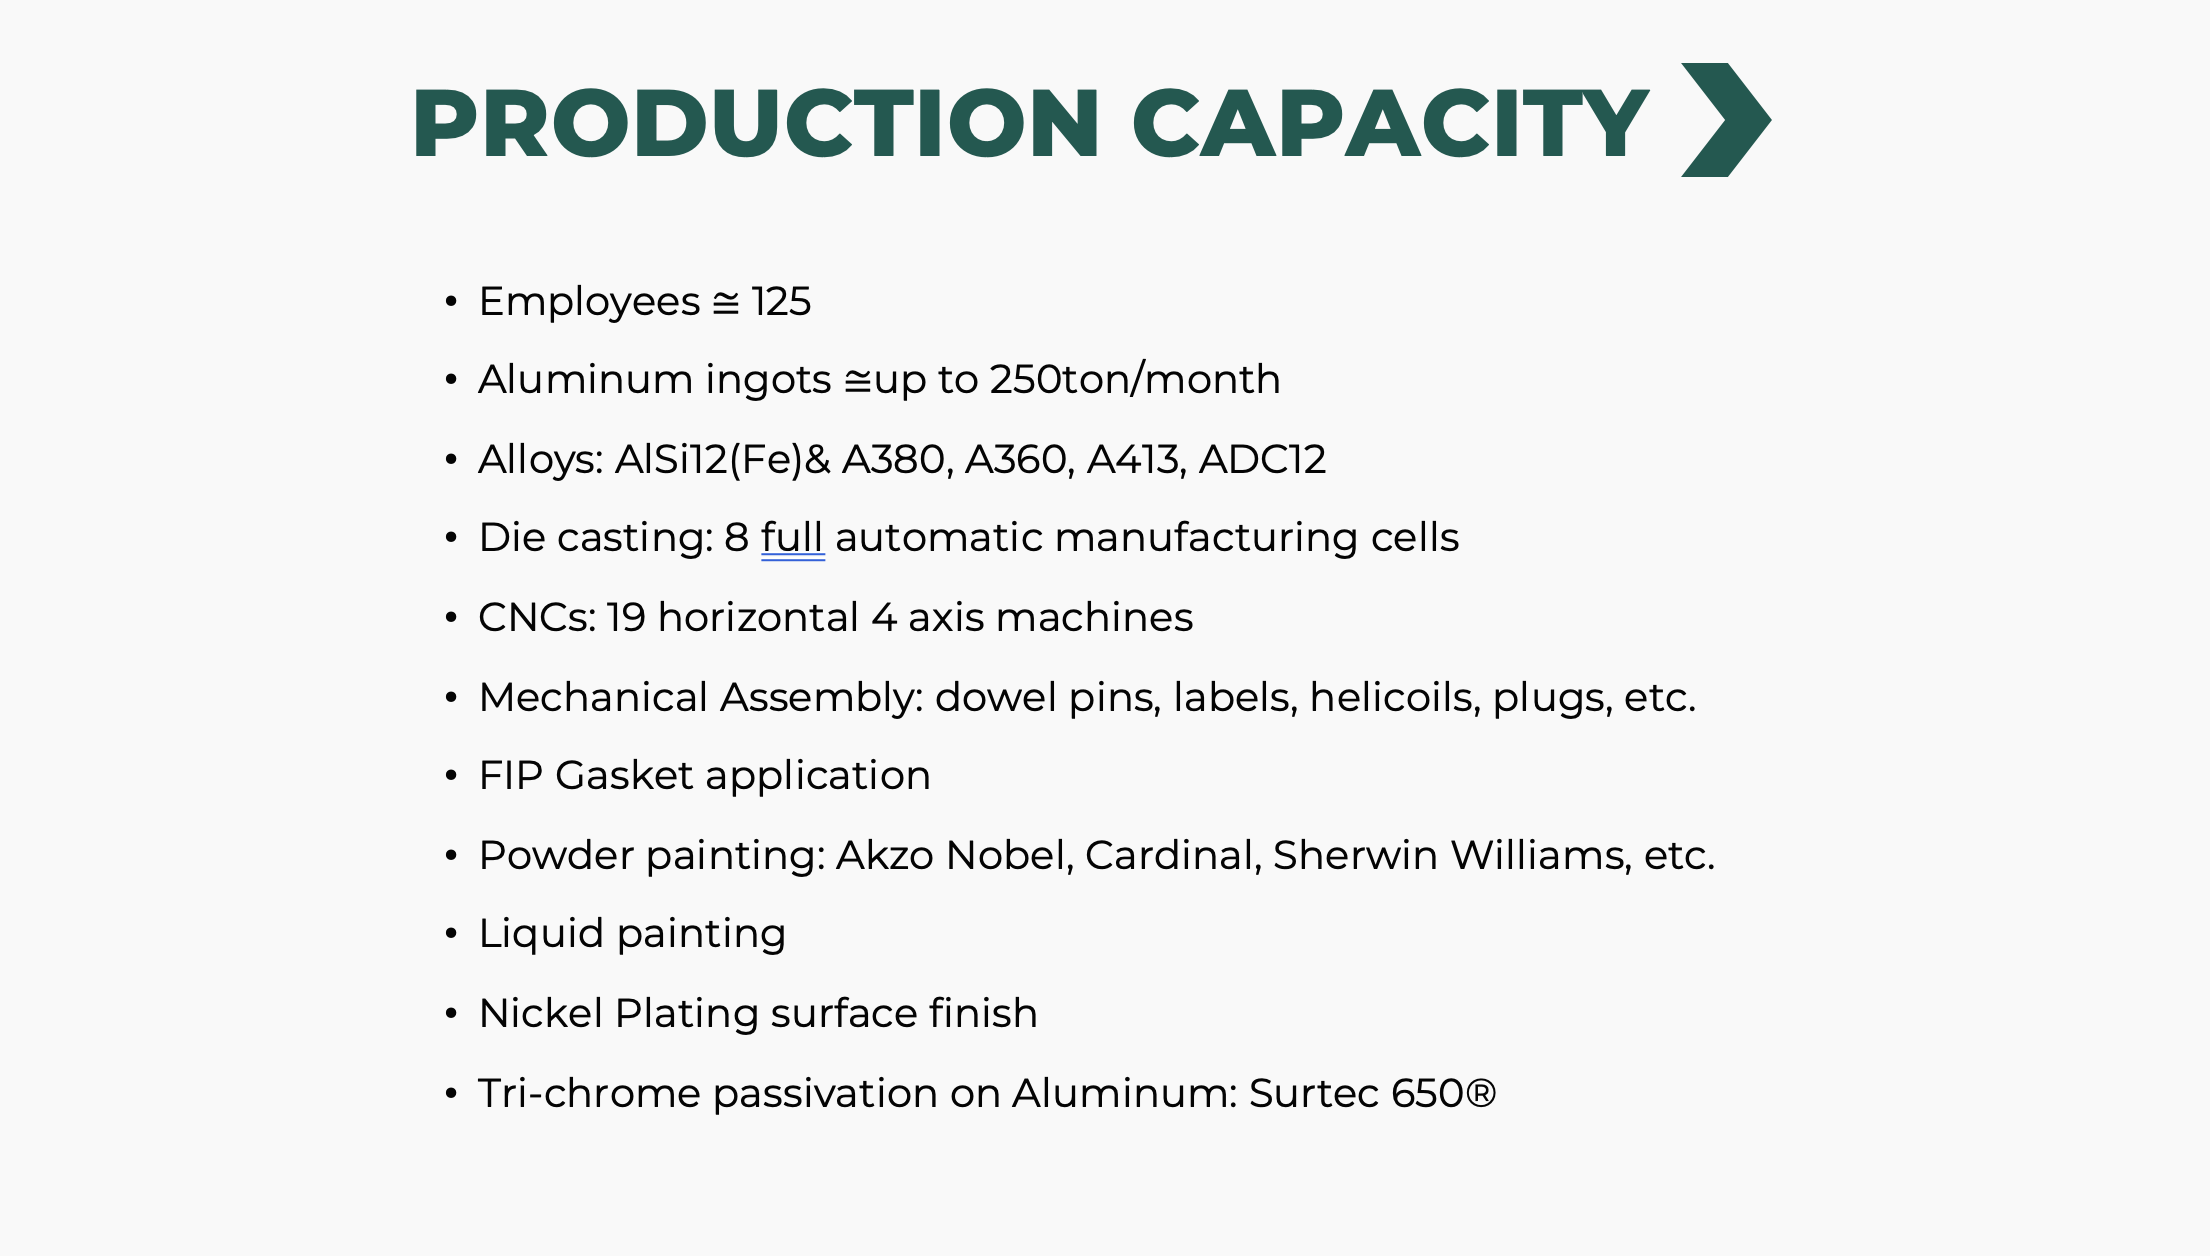 PRODUCTION CAPACITY
• Employees ≅ 125
• Aluminum ingots ≅up to 250ton/month
• Alloys: AlSi12(Fe)& A380, A360, A413, ADC12
• Die casting: 8 full automatic manufacturing cells
• CNCs: 19 horizontal 4 axis machines
• Mechanical Assembly: dowel pins, labels, helicoils, plugs, etc.
• FIP Gasket application
• Powder painting: Akzo Nobel, Cardinal, Sherwin Williams, etc.
• Liquid painting
• Nickel Plating surface finish
• Tri-chrome passivation on Aluminum: Surtec 650®